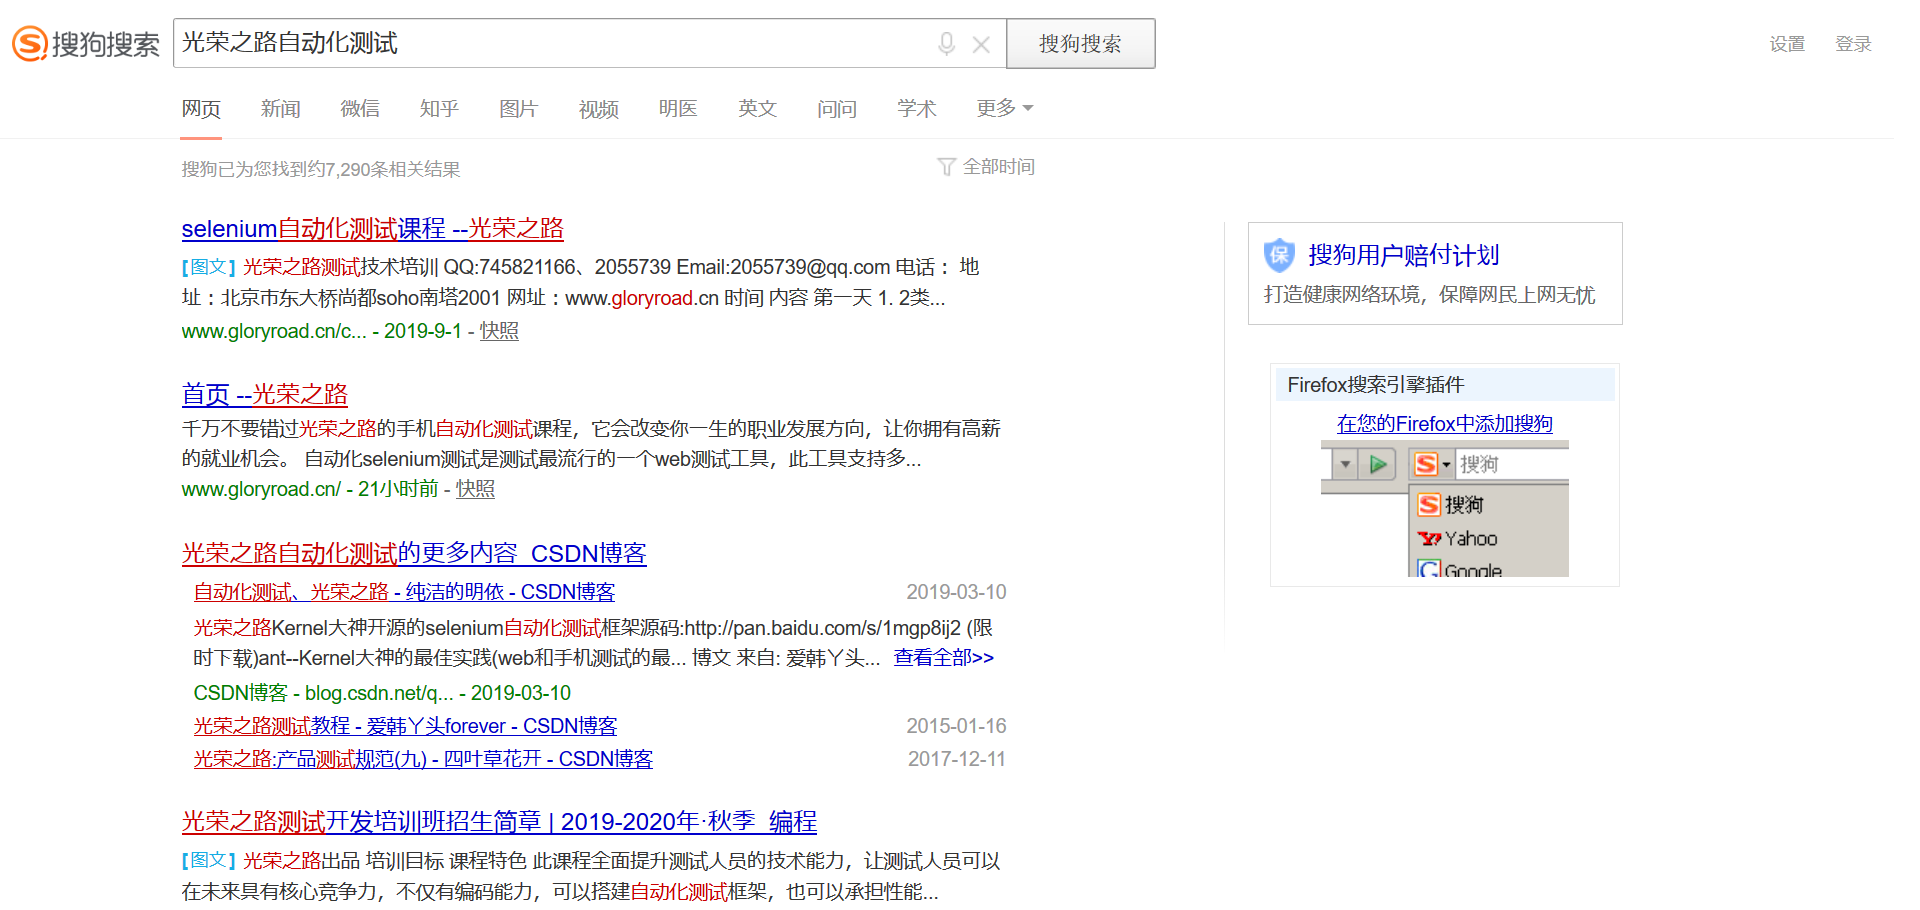 搜狗搜索 光荣之路自动化测试 搜狗搜索 设置 登录
网页 新闻 微信 知乎 图片 视频 明医 英文 问问 学术 更多
搜狗已为您找到约7,290条相关结果 全部时间
selenium自动化测试课程 --光荣之路
[图文] 光荣之路测试技术培训 QQ:745821166、2055739 Email:2055739@qq.com 电话： 地
址：北京市东大桥尚都soho南塔2001 网址：www.gloryroad.cn 时间 内容 第一天 1. 2类...
www.gloryroad.cn/c... - 2019-9-1 - 快照
首页 --光荣之路
千万不要错过光荣之路的手机自动化测试课程，它会改变你一生的职业发展方向，让你拥有高薪
的就业机会。 自动化selenium测试是测试最流行的一个web测试工具，此工具支持多...
www.gloryroad.cn/ - 21小时前 - 快照
光荣之路自动化测试的更多内容_CSDN博客
自动化测试、光荣之路 - 纯洁的明依 - CSDN博客 2019-03-10
光荣之路Kernel大神开源的selenium自动化测试框架源码:http://pan.baidu.com/s/1mgp8ij2 (限
时下载)ant--Kernel大神的最佳实践(web和手机测试的最... 博文 来自: 爱韩丫头... 查看全部>>
CSDN博客 - blog.csdn.net/q... - 2019-03-10
光荣之路测试教程 - 爱韩丫头forever - CSDN博客 2015-01-16
光荣之路:产品测试规范(九) - 四叶草花开 - CSDN博客 2017-12-11
光荣之路测试开发培训班招生简章 | 2019-2020年·秋季_编程
[图文] 光荣之路出品 培训目标 课程特色 此课程全面提升测试人员的技术能力，让测试人员可以
在未来具有核心竞争力，不仅有编码能力，可以搭建自动化测试框架，也可以承担性能...
保 搜狗用户赔付计划
打造健康网络环境，保障网民上网无忧
Firefox搜索引擎插件
在您的Firefox中添加搜狗
搜狗
搜狗
Yahoo
Google